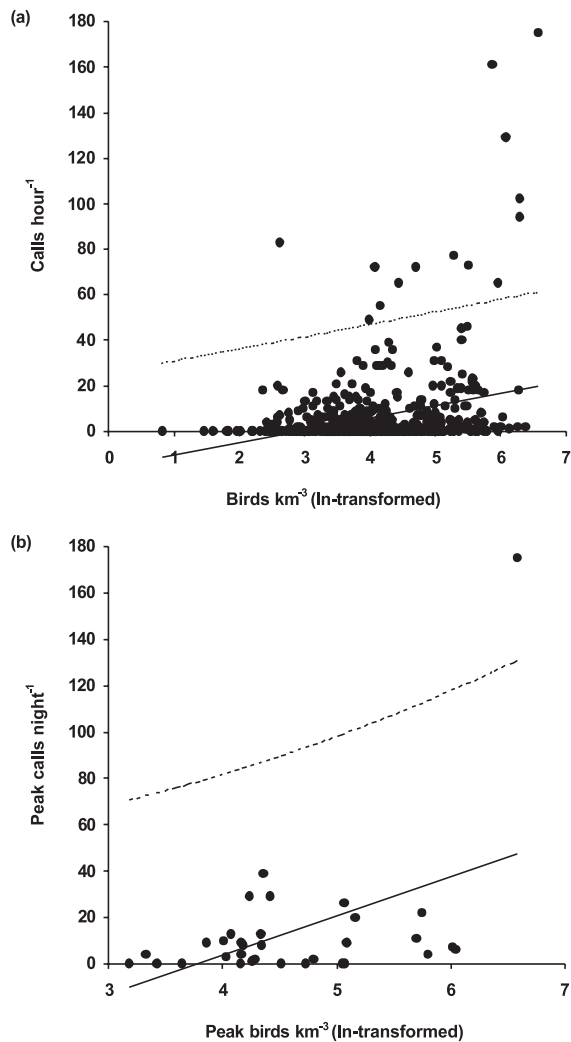 (a)
180
160
140
120
100
80
60
40
20
0
Calls hour⁻¹
0 1 2 3 4 5 6 7
Birds km⁻³ (In-transformed)
(b)
180
160
140
120
100
80
60
40
20
0
Peak calls night⁻¹
3 4 5 6 7
Peak birds km⁻³ (In-transformed)